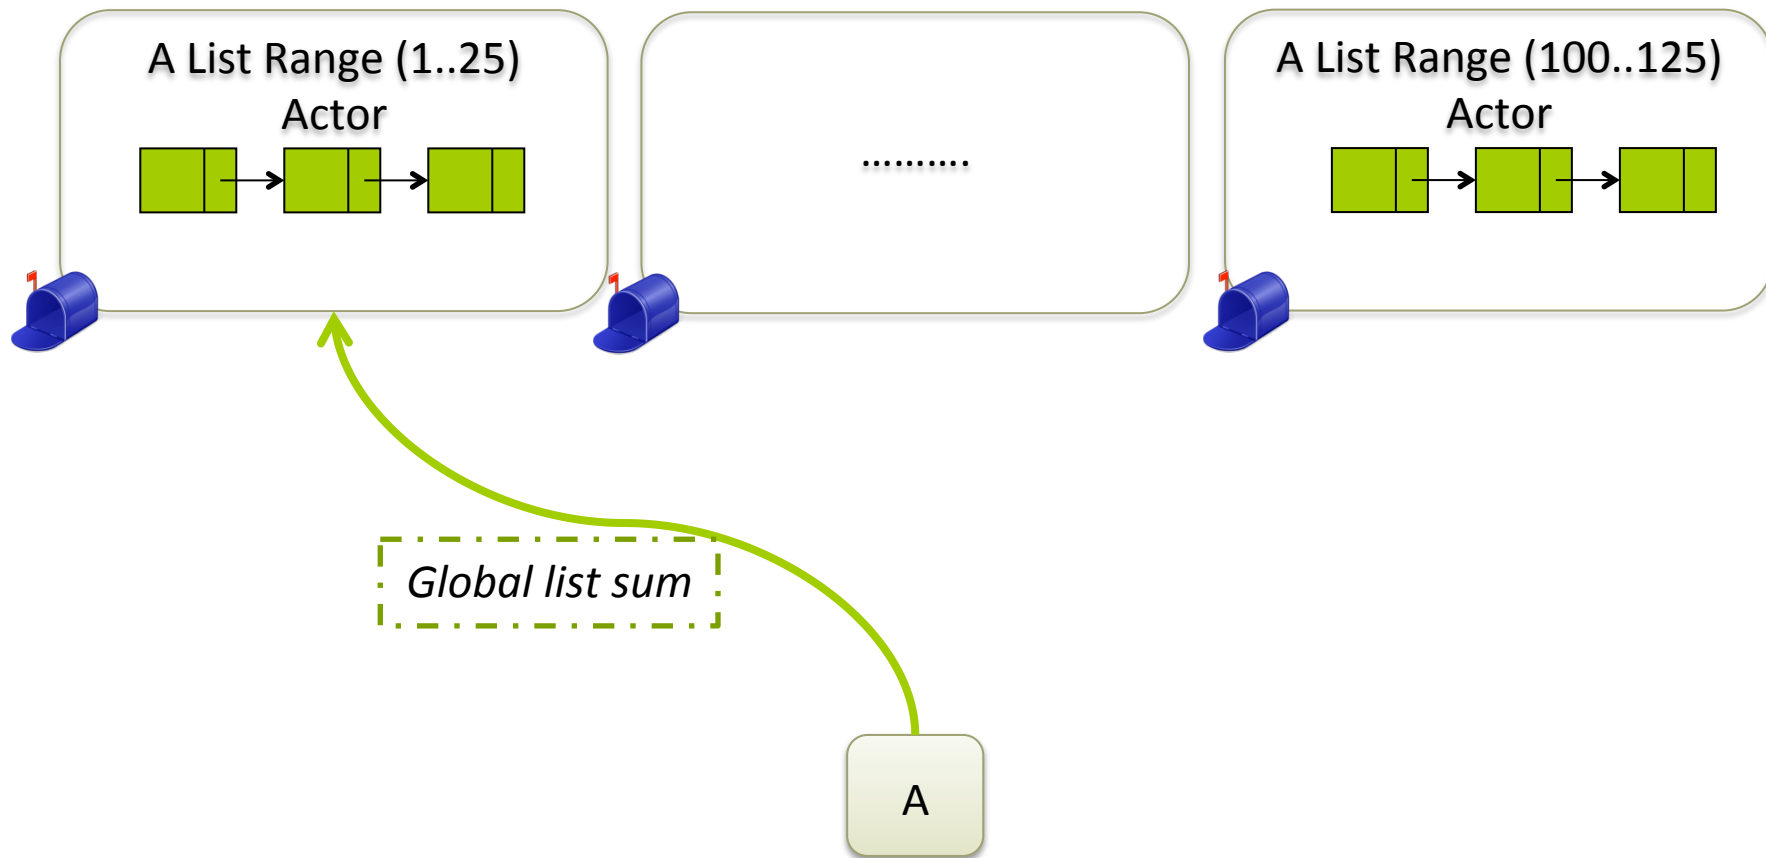 A List Range (1..25)
Actor
..........
A List Range (100..125)
Actor
Global list sum
A